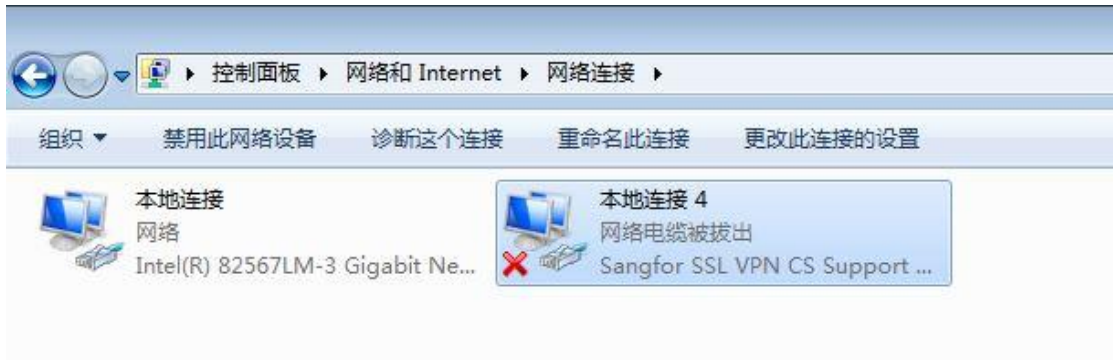 控制面板 网络和 Internet 网络连接
组织 禁用此网络设备 诊断这个连接 重命名此连接 更改此连接的设置
本地连接
网络
Intel(R) 82567LM-3 Gigabit Ne...
本地连接 4
网络电缆被拔出
Sangfor SSL VPN CS Support ...